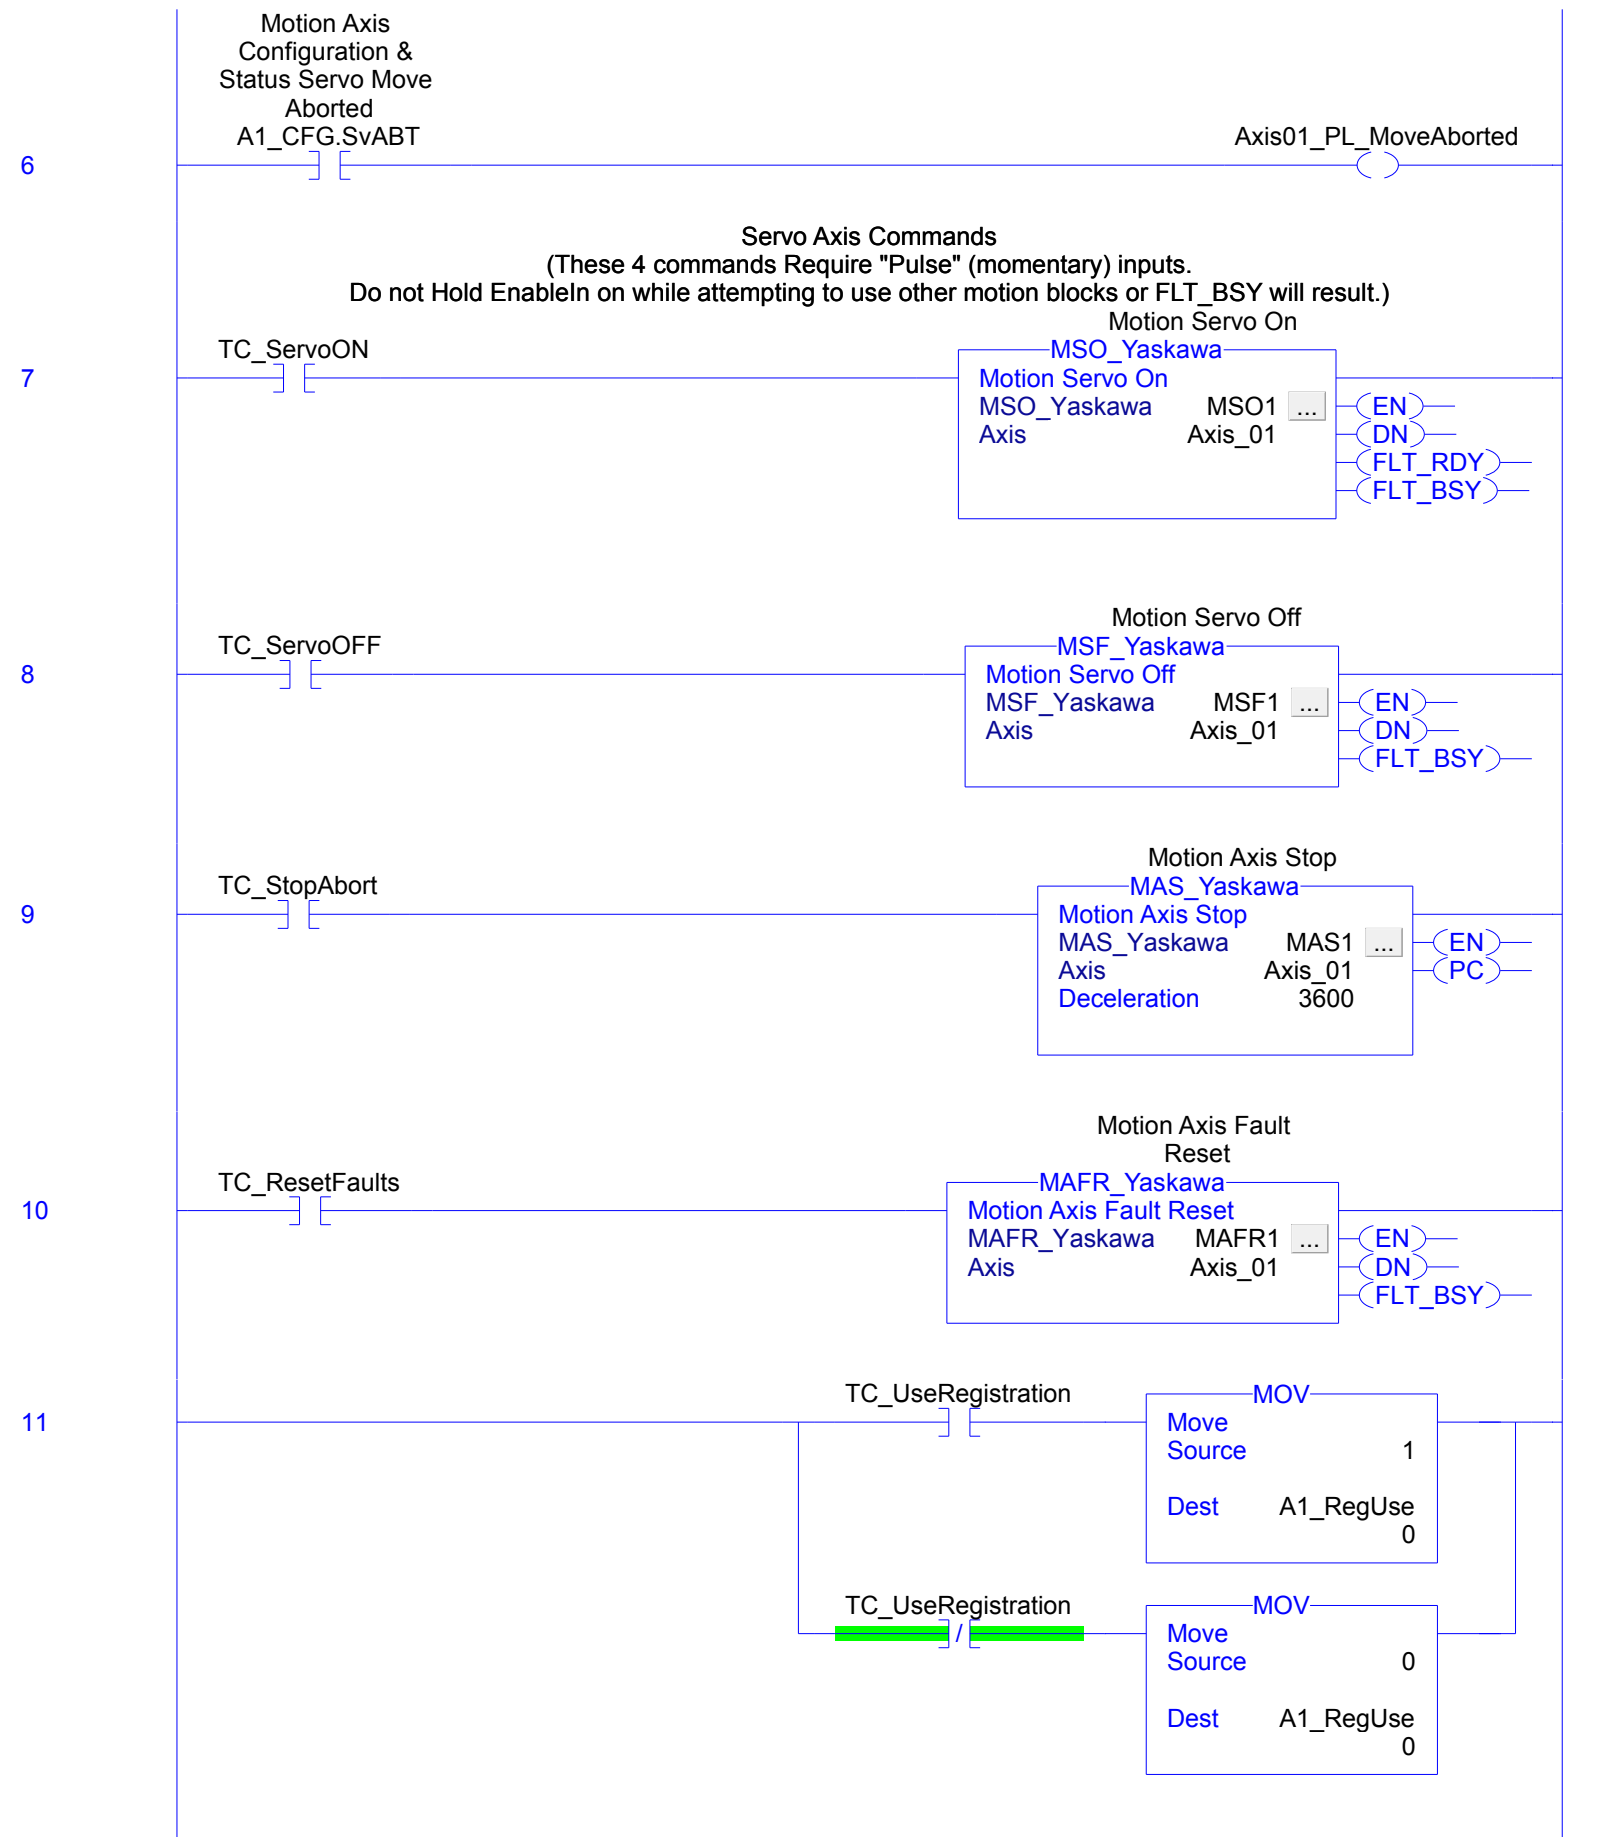 Motion Axis
Configuration &
Status Servo Move
Aborted
A1_CFG.SvABT
Axis01_PL_MoveAborted
6
Servo Axis Commands
(These 4 commands Require "Pulse" (momentary) inputs.
Do not Hold EnableIn on while attempting to use other motion blocks or FLT_BSY will result.)
Motion Servo On
TC_ServoON
MSO_Yaskawa
7
Motion Servo On
MSO_Yaskawa MSO1 ... EN
Axis Axis_01 DN
FLT_RDY
FLT_BSY
Motion Servo Off
TC_ServoOFF
MSF_Yaskawa
8
Motion Servo Off
MSF_Yaskawa MSF1 ... EN
Axis Axis_01 DN
FLT_BSY
Motion Axis Stop
TC_StopAbort
MAS_Yaskawa
9
Motion Axis Stop
MAS_Yaskawa MAS1 ... EN
Axis Axis_01 PC
Deceleration 3600
Motion Axis Fault
Reset
TC_ResetFaults
MAFR_Yaskawa
10
Motion Axis Fault Reset
MAFR_Yaskawa MAFR1 ... EN
Axis Axis_01 DN
FLT_BSY
TC_UseRegistration
MOV
11
Move
Source 1
Dest A1_RegUse
0
TC_UseRegistration
MOV
/
Move
Source 0
Dest A1_RegUse
0